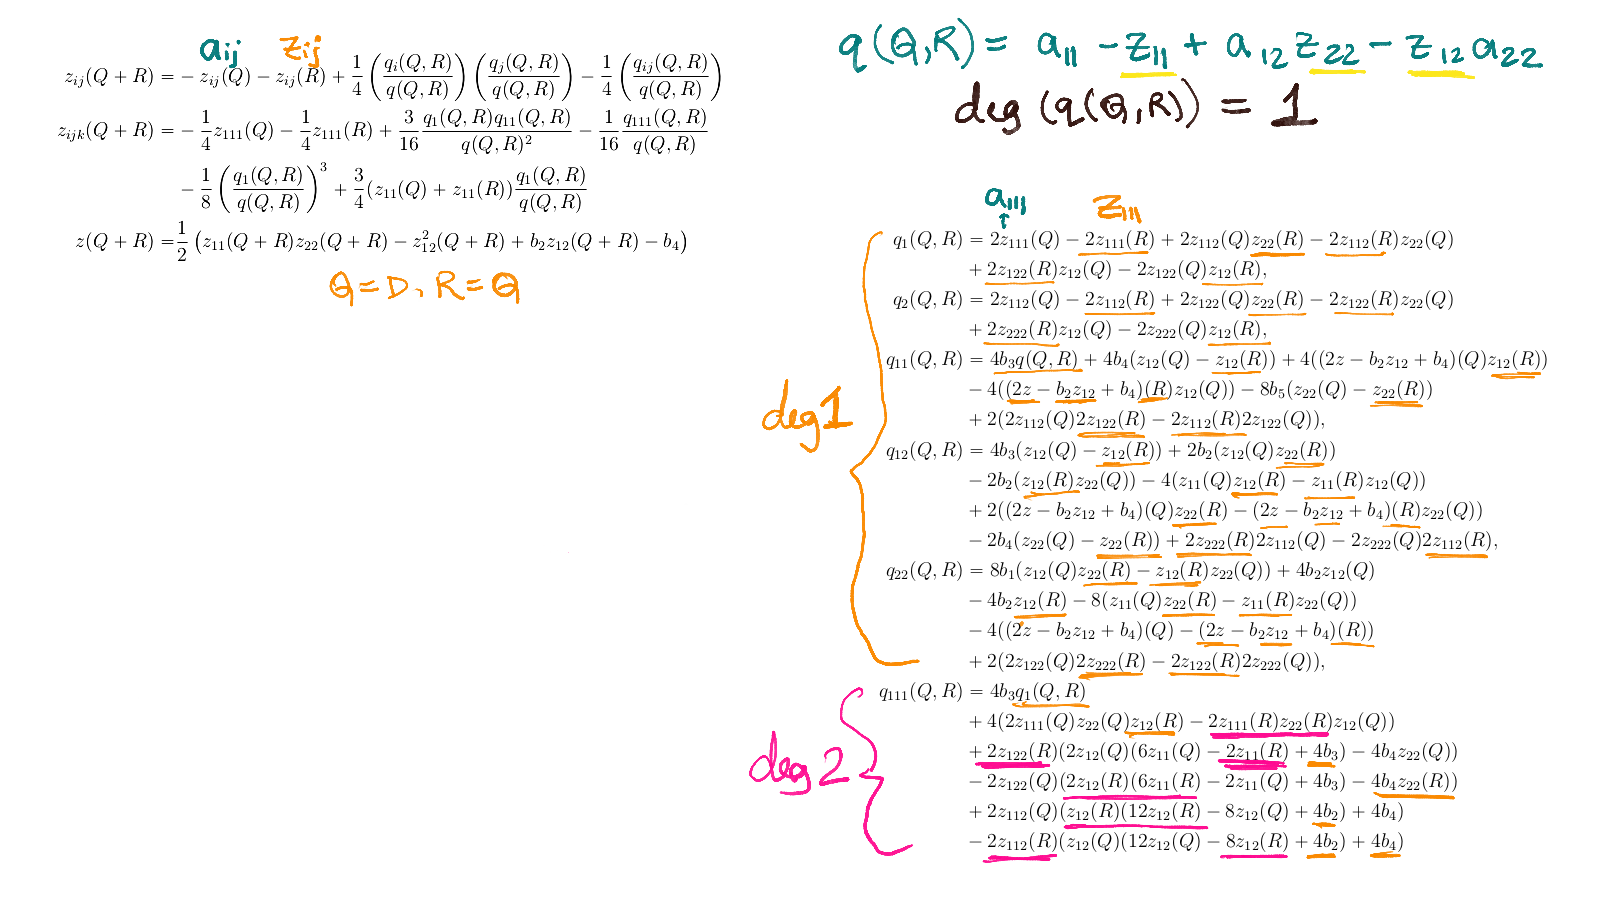 aij zij
z_{ij}(Q + R) = − z_{ij}(Q) − z_{ij}(R) + \frac{1}{4} \left( \frac{q_i(Q, R)}{q(Q, R)} \right) \left( \frac{q_j(Q, R)}{q(Q, R)} \right) − \frac{1}{4} \left( \frac{q_{ij}(Q, R)}{q(Q, R)} \right)
z_{ijk}(Q + R) = − \frac{1}{4} z_{111}(Q) − \frac{1}{4} z_{111}(R) + \frac{3}{16} \frac{q_1(Q, R)q_{11}(Q, R)}{q(Q, R)^2} − \frac{1}{16} \frac{q_{111}(Q, R)}{q(Q, R)}
− \frac{1}{8} \left( \frac{q_1(Q, R)}{q(Q, R)} \right)^3 + \frac{3}{4} (z_{11}(Q) + z_{11}(R)) \frac{q_1(Q, R)}{q(Q, R)}
z(Q + R) = \frac{1}{2} \left( z_{11}(Q + R)z_{22}(Q + R) − z_{12}^2(Q + R) + b_2z_{12}(Q + R) − b_4 \right)
Q = D, R = Q
q(Q,R) = a_{11} − z_{11} + a_{12} z_{22} − z_{12} a_{22}
deg (q(Q,R)) = 1
a_{111} z_{111}
↑
q_1(Q, R) = 2z_{111}(Q) − 2z_{111}(R) + 2z_{112}(Q)z_{22}(R) − 2z_{112}(R)z_{22}(Q)
+ 2z_{122}(R)z_{12}(Q) − 2z_{122}(Q)z_{12}(R),
q_2(Q, R) = 2z_{112}(Q) − 2z_{112}(R) + 2z_{122}(Q)z_{22}(R) − 2z_{122}(R)z_{22}(Q)
+ 2z_{222}(R)z_{12}(Q) − 2z_{222}(Q)z_{12}(R),
q_{11}(Q, R) = 4b_3q(Q, R) + 4b_4(z_{12}(Q) − z_{12}(R)) + 4((2z − b_2z_{12} + b_4)(Q)z_{12}(R))
− 4((2z − b_2z_{12} + b_4)(R)z_{12}(Q)) − 8b_5(z_{22}(Q) − z_{22}(R))
deg 1
+ 2(2z_{112}(Q)2z_{122}(R) − 2z_{112}(R)2z_{122}(Q)),
q_{12}(Q, R) = 4b_3(z_{12}(Q) − z_{12}(R)) + 2b_2(z_{12}(Q)z_{22}(R))
− 2b_2(z_{12}(R)z_{22}(Q)) − 4(z_{11}(Q)z_{12}(R) − z_{11}(R)z_{12}(Q))
+ 2((2z − b_2z_{12} + b_4)(Q)z_{22}(R) − (2z − b_2z_{12} + b_4)(R)z_{22}(Q))
− 2b_4(z_{22}(Q) − z_{22}(R)) + 2z_{222}(R)2z_{112}(Q) − 2z_{222}(Q)2z_{112}(R),
q_{22}(Q, R) = 8b_1(z_{12}(Q)z_{22}(R) − z_{12}(R)z_{22}(Q)) + 4b_2z_{12}(Q)
− 4b_2z_{12}(R) − 8(z_{11}(Q)z_{22}(R) − z_{11}(R)z_{22}(Q))
− 4((2z − b_2z_{12} + b_4)(Q) − (2z − b_2z_{12} + b_4)(R))
+ 2(2z_{122}(Q)2z_{222}(R) − 2z_{122}(R)2z_{222}(Q)),
q_{111}(Q, R) = 4b_3q_1(Q, R)
+ 4(2z_{111}(Q)z_{22}(Q)z_{12}(R) − 2z_{111}(R)z_{22}(R)z_{12}(Q))
+ 2z_{122}(R)(2z_{12}(Q)(6z_{11}(Q) − 2z_{11}(R) + 4b_3) − 4b_4z_{22}(Q))
deg 2
− 2z_{122}(Q)(2z_{12}(R)(6z_{11}(R) − 2z_{11}(Q) + 4b_3) − 4b_4z_{22}(R))
+ 2z_{112}(Q)(z_{12}(R)(12z_{12}(R) − 8z_{12}(Q) + 4b_2) + 4b_4)
− 2z_{112}(R)(z_{12}(Q)(12z_{12}(Q) − 8z_{12}(R) + 4b_2) + 4b_4)